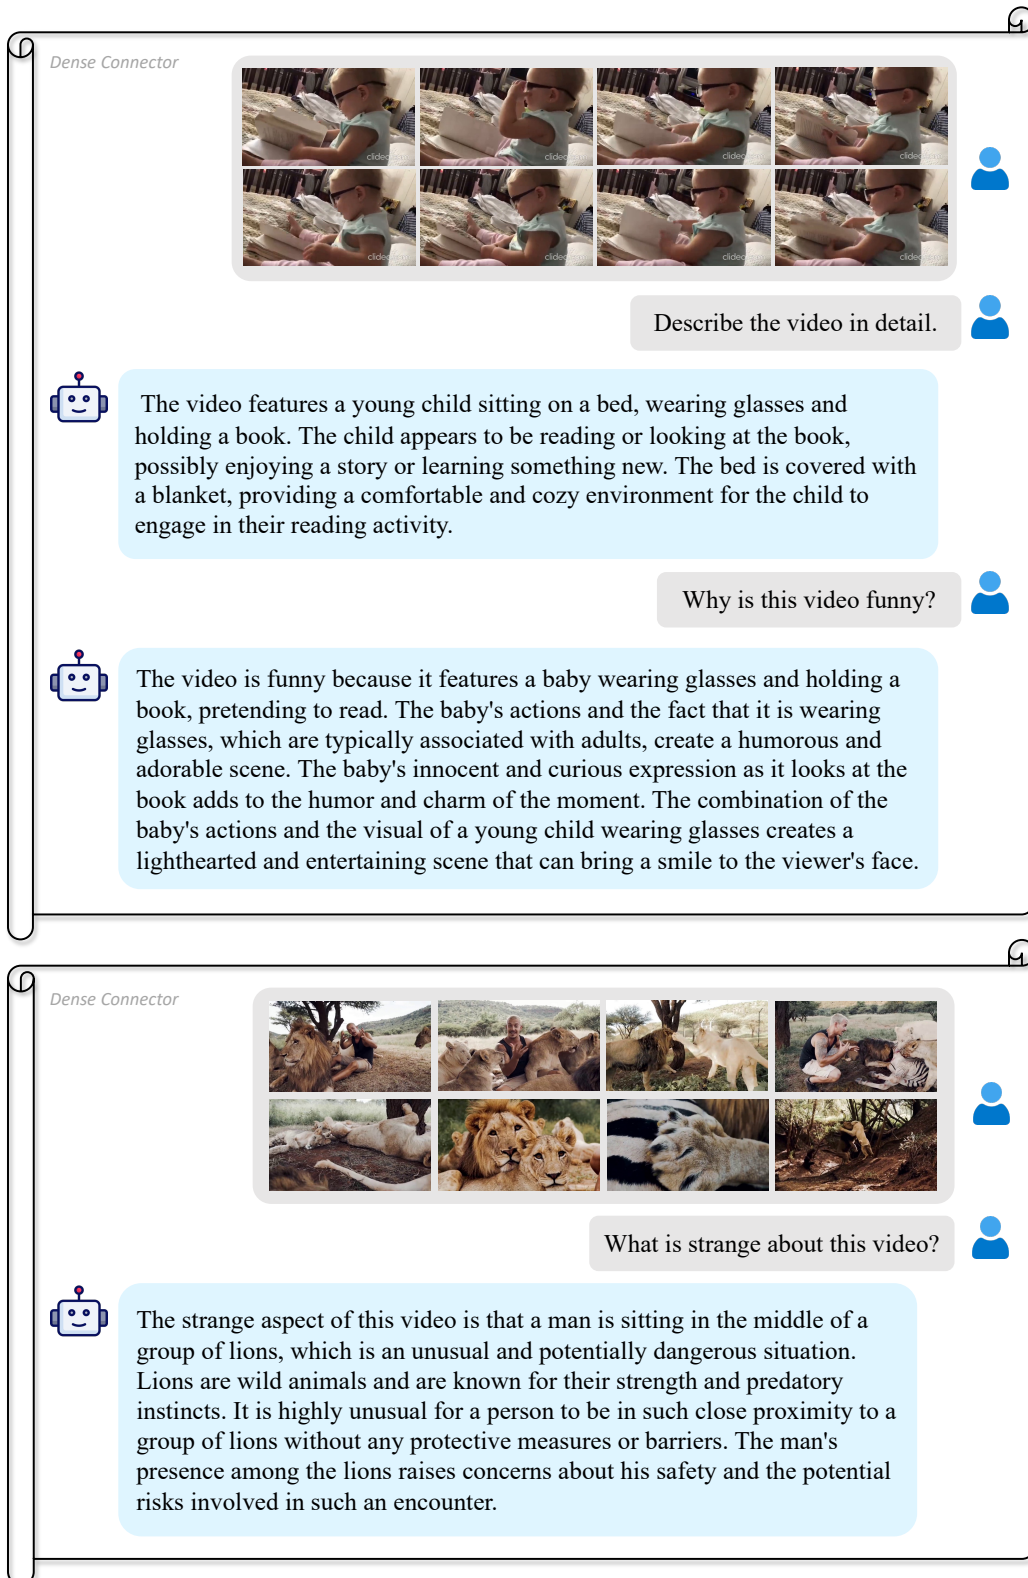 Dense Connector
clideo
clideo
clideo
clideo
clideo
clideo
clideo
clideo
Describe the video in detail.
The video features a young child sitting on a bed, wearing glasses and
holding a book. The child appears to be reading or looking at the book,
possibly enjoying a story or learning something new. The bed is covered with
a blanket, providing a comfortable and cozy environment for the child to
engage in their reading activity.
Why is this video funny?
The video is funny because it features a baby wearing glasses and holding a
book, pretending to read. The baby's actions and the fact that it is wearing
glasses, which are typically associated with adults, create a humorous and
adorable scene. The baby's innocent and curious expression as it looks at the
book adds to the humor and charm of the moment. The combination of the
baby's actions and the visual of a young child wearing glasses creates a
lighthearted and entertaining scene that can bring a smile to the viewer's face.
Dense Connector
What is strange about this video?
The strange aspect of this video is that a man is sitting in the middle of a
group of lions, which is an unusual and potentially dangerous situation.
Lions are wild animals and are known for their strength and predatory
instincts. It is highly unusual for a person to be in such close proximity to a
group of lions without any protective measures or barriers. The man's
presence among the lions raises concerns about his safety and the potential
risks involved in such an encounter.